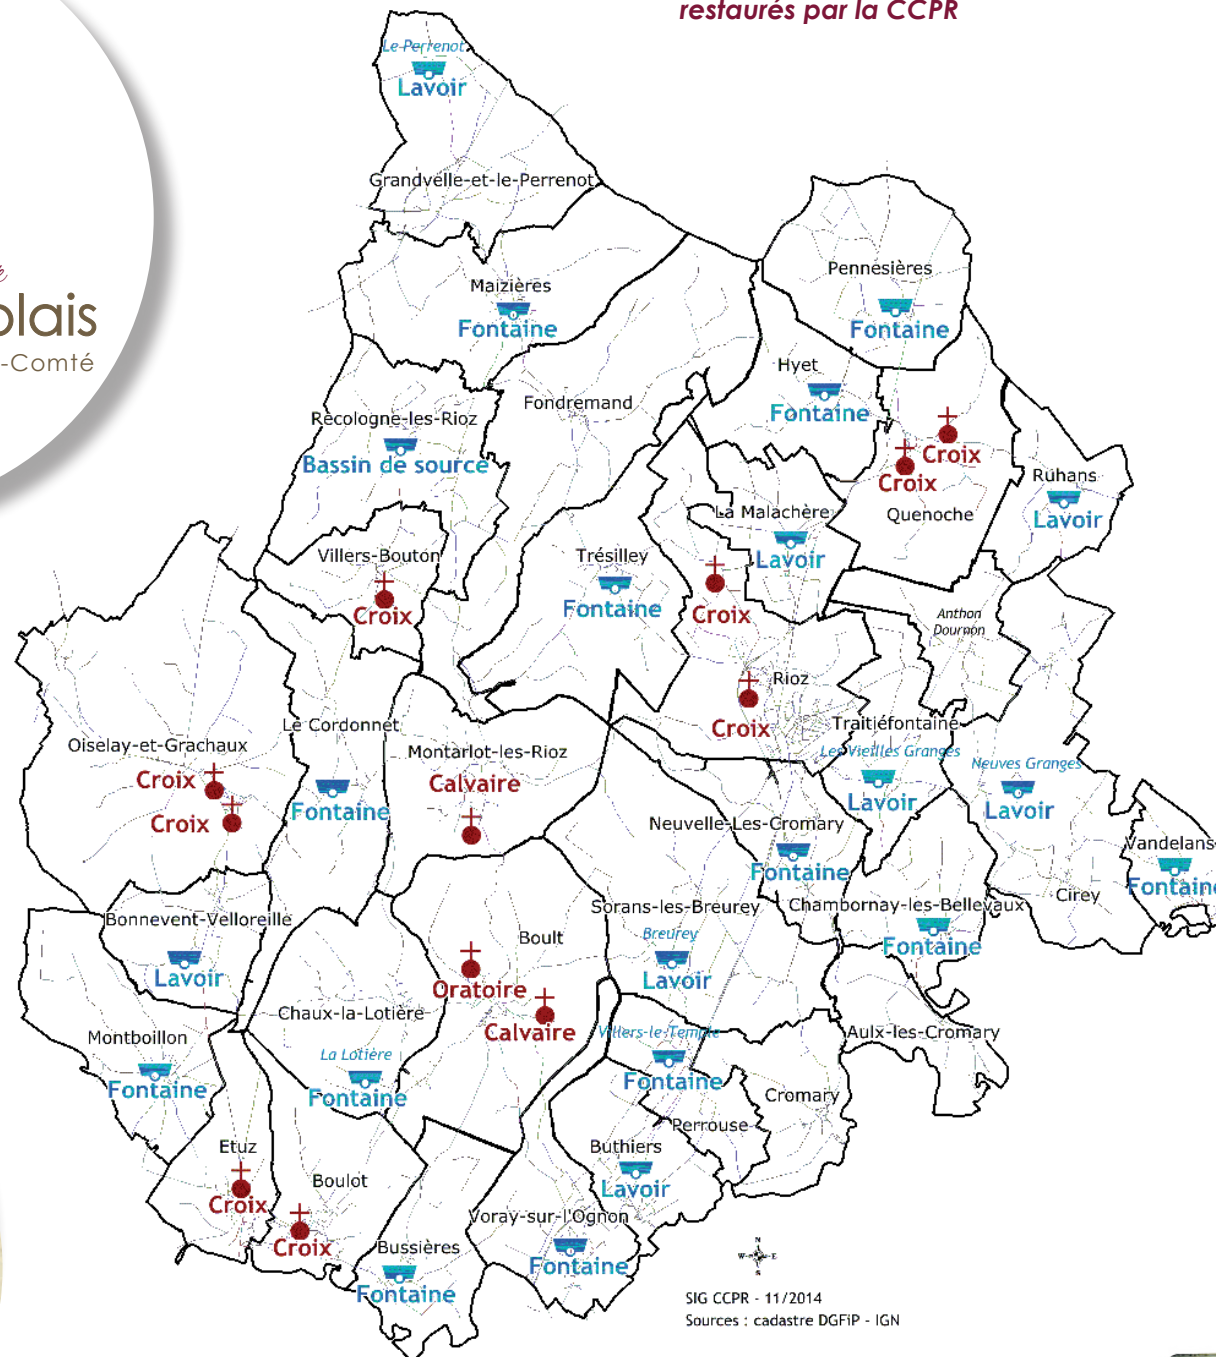 restaurés par la CCPR
Le Perrenot
Lavoir
Grandvelle-et-le-Perrenot
Pennesières
Fontaine
Maizières
Fontaine
olais
-Comté
Hyet
Fontaine
Fondremand
Recologne-les-Rioz
Bassin de source
Croix
Croix
Quenoche
Ruhans
Lavoir
La Malachère
Lavoir
Villers-Bouton
Croix
Trésilley
Fontaine
Croix
Anthon
Dournon
Rioz
Croix
Le Cordonnet
Fontaine
Oiselay-et-Grachaux
Croix
Croix
Montarlot-les-Rioz
Calvaire
Traitiéfontaine
Les Vieilles Granges
Lavoir
Neuves Granges
Lavoir
Neuvelle-Les-Cromary
Fontaine
Vandelans
Fontaine
Cirey
Chambornay-les-Bellevaux
Fontaine
Sorans-les-Breurey
Breurey
Lavoir
Bonnevent-Velloreille
Lavoir
Boult
Oratoire
Calvaire
Chaux-la-Lotière
La Lotière
Fontaine
Montboillon
Fontaine
Villers-le-Temple
Fontaine
Aulx-les-Cromary
Cromary
Perrouse
Buthiers
Lavoir
Etuz
Croix
Boulot
Croix
Voray-sur-l'Ognon
Fontaine
Bussières
Fontaine
N
W E
S
SIG CCPR - 11/2014
Sources : cadastre DGFiP - IGN